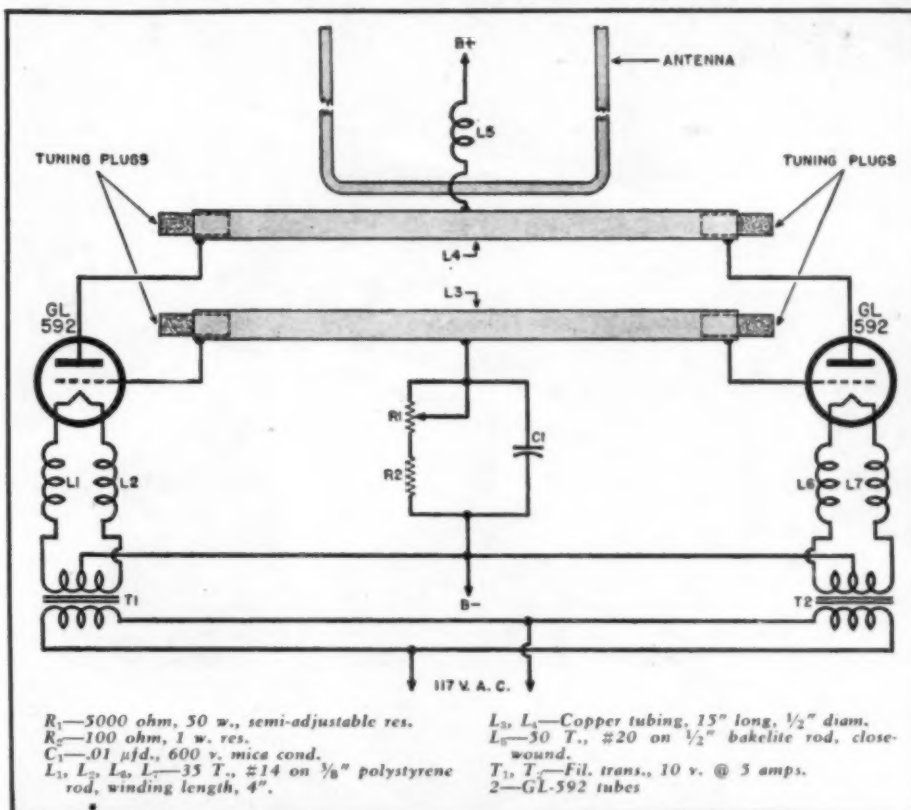 B+
ANTENNA
L5
TUNING PLUGS
TUNING PLUGS
L4
L3
GL
592
GL
592
R1
C1
R2
L1
L2
L6
L7
T1
B-
T2
117 V. A. C.
R₁—5000 ohm, 50 w., semi-adjustable res.
R₂—100 ohm, 1 w. res.
C₁—.01 μfd., 600 v. mica cond.
L₁, L₂, L₆, L₇—35 T., #14 on ⅜" polystyrene
rod, winding length, 4".
L₃, L₄—Copper tubing, 15" long, ½" diam.
L₅—50 T., #20 on ½" bakelite rod, close-
wound.
T₁, T₂—Fil. trans., 10 v. @ 5 amps.
2—GL-592 tubes